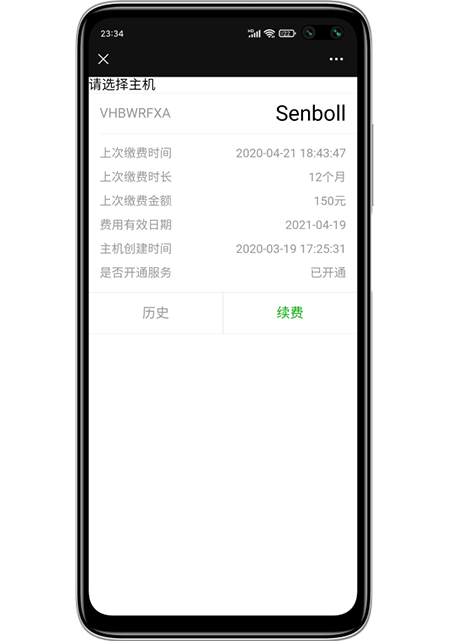 23:34
请选择主机
VHBWRFXA Senboll
上次缴费时间 2020-04-21 18:43:47
上次缴费时长 12个月
上次缴费金额 150元
费用有效日期 2021-04-19
主机创建时间 2020-03-19 17:25:31
是否开通服务 已开通
历史 续费